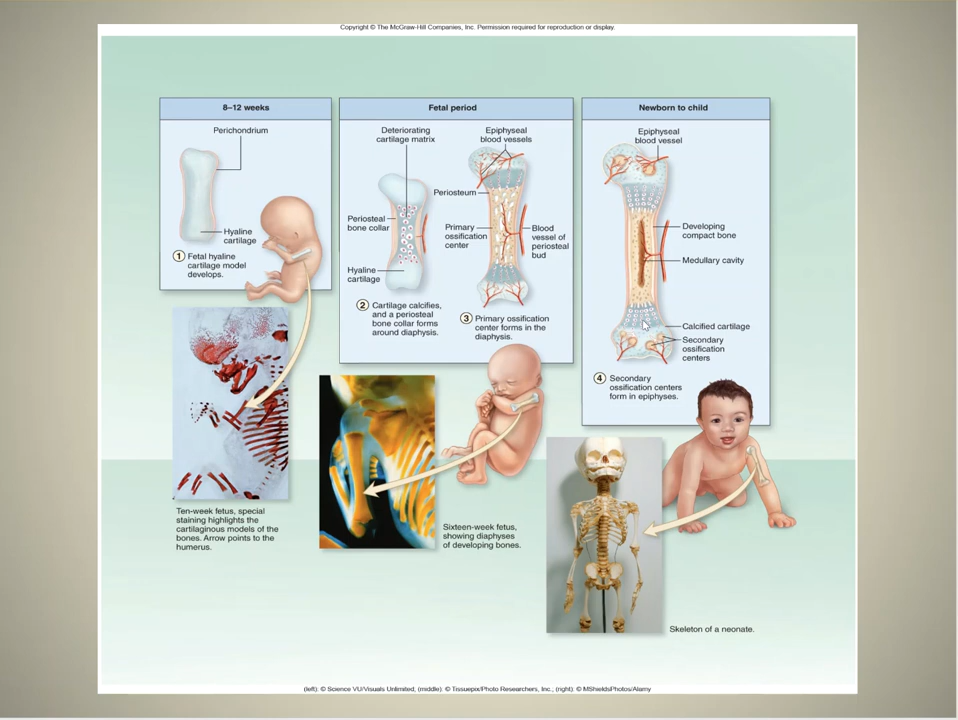 Copyright © The McGraw-Hill Companies, Inc. Permission required for reproduction or display.
8–12 weeks
Perichondrium
Hyaline
cartilage
1 Fetal hyaline
cartilage model
develops.
Fetal period
Deteriorating
cartilage matrix
Epiphyseal
blood vessels
Periosteum
Periosteal
bone collar
Primary
ossification
center
Blood
vessel of
periosteal
bud
Hyaline
cartilage
2 Cartilage calcifies,
and a periosteal
bone collar forms
around diaphysis.
3 Primary ossification
center forms in the
diaphysis.
Newborn to child
Epiphyseal
blood vessel
Developing
compact bone
Medullary cavity
Calcified cartilage
Secondary
ossification
centers
4 Secondary
ossification centers
form in epiphyses.
Ten-week fetus, special
staining highlights the
cartilaginous models of the
bones. Arrow points to the
humerus.
Sixteen-week fetus,
showing diaphyses
of developing bones.
Skeleton of a neonate.
(left): © Science VU/Visuals Unlimited, (middle): © Tissuepix/Photo Researchers, Inc., (right): © MShieldsPhotos/Alamy